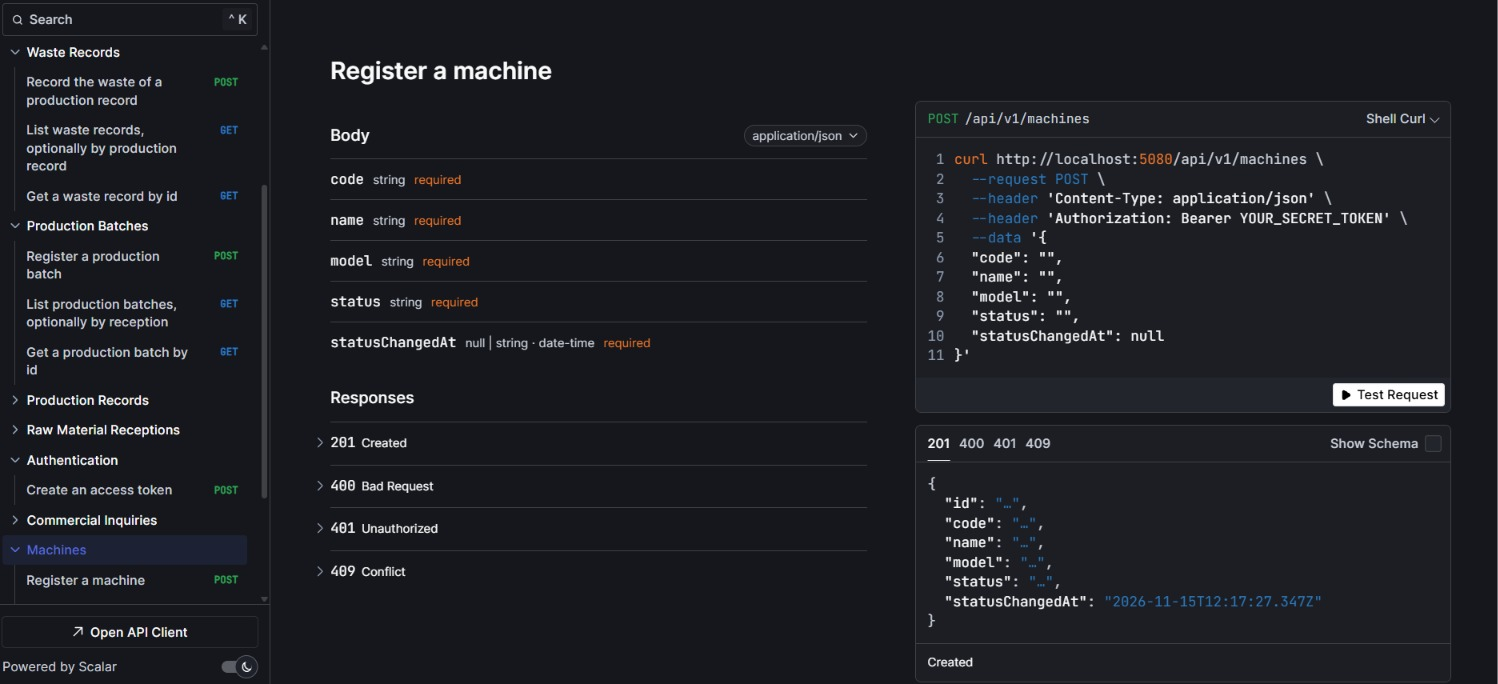 Search ^ K
Waste Records
Record the waste of a POST
production record
List waste records, GET
optionally by production
record
Get a waste record by id GET
Production Batches
Register a production POST
batch
List production batches, GET
optionally by reception
Get a production batch by GET
id
Production Records
Raw Material Receptions
Authentication
Create an access token POST
Commercial Inquiries
Machines
Register a machine POST
Open API Client
Powered by Scalar
Register a machine
Body application/json
code string required
name string required
model string required
status string required
statusChangedAt null | string · date-time required
Responses
201 Created
400 Bad Request
401 Unauthorized
409 Conflict
POST /api/v1/machines Shell Curl
1 curl http://localhost:5080/api/v1/machines \
2 --request POST \
3 --header 'Content-Type: application/json' \
4 --header 'Authorization: Bearer YOUR_SECRET_TOKEN' \
5 --data '{
6 "code": "",
7 "name": "",
8 "model": "",
9 "status": "",
10 "statusChangedAt": null
11 }'
Test Request
201 400 401 409 Show Schema
{
"id": "…",
"code": "…",
"name": "…",
"model": "…",
"status": "…",
"statusChangedAt": "2026-11-15T12:17:27.347Z"
}
Created